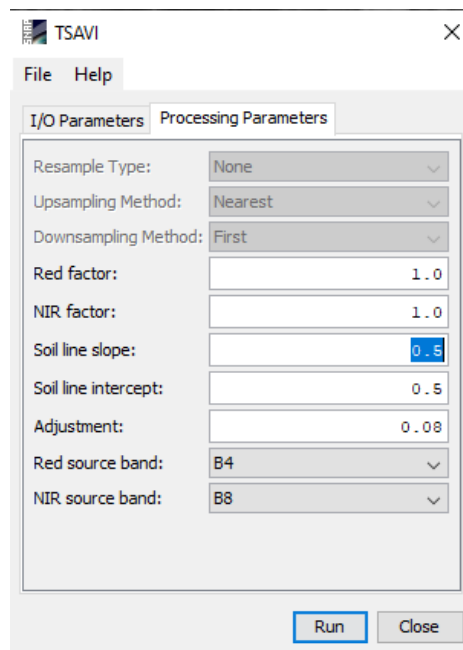 SNAP TSAVI
File Help
I/O Parameters Processing Parameters
Resample Type: None
Upsampling Method: Nearest
Downsampling Method: First
Red factor: 1.0
NIR factor: 1.0
Soil line slope: 0.5
Soil line intercept: 0.5
Adjustment: 0.08
Red source band: B4
NIR source band: B8
Run Close